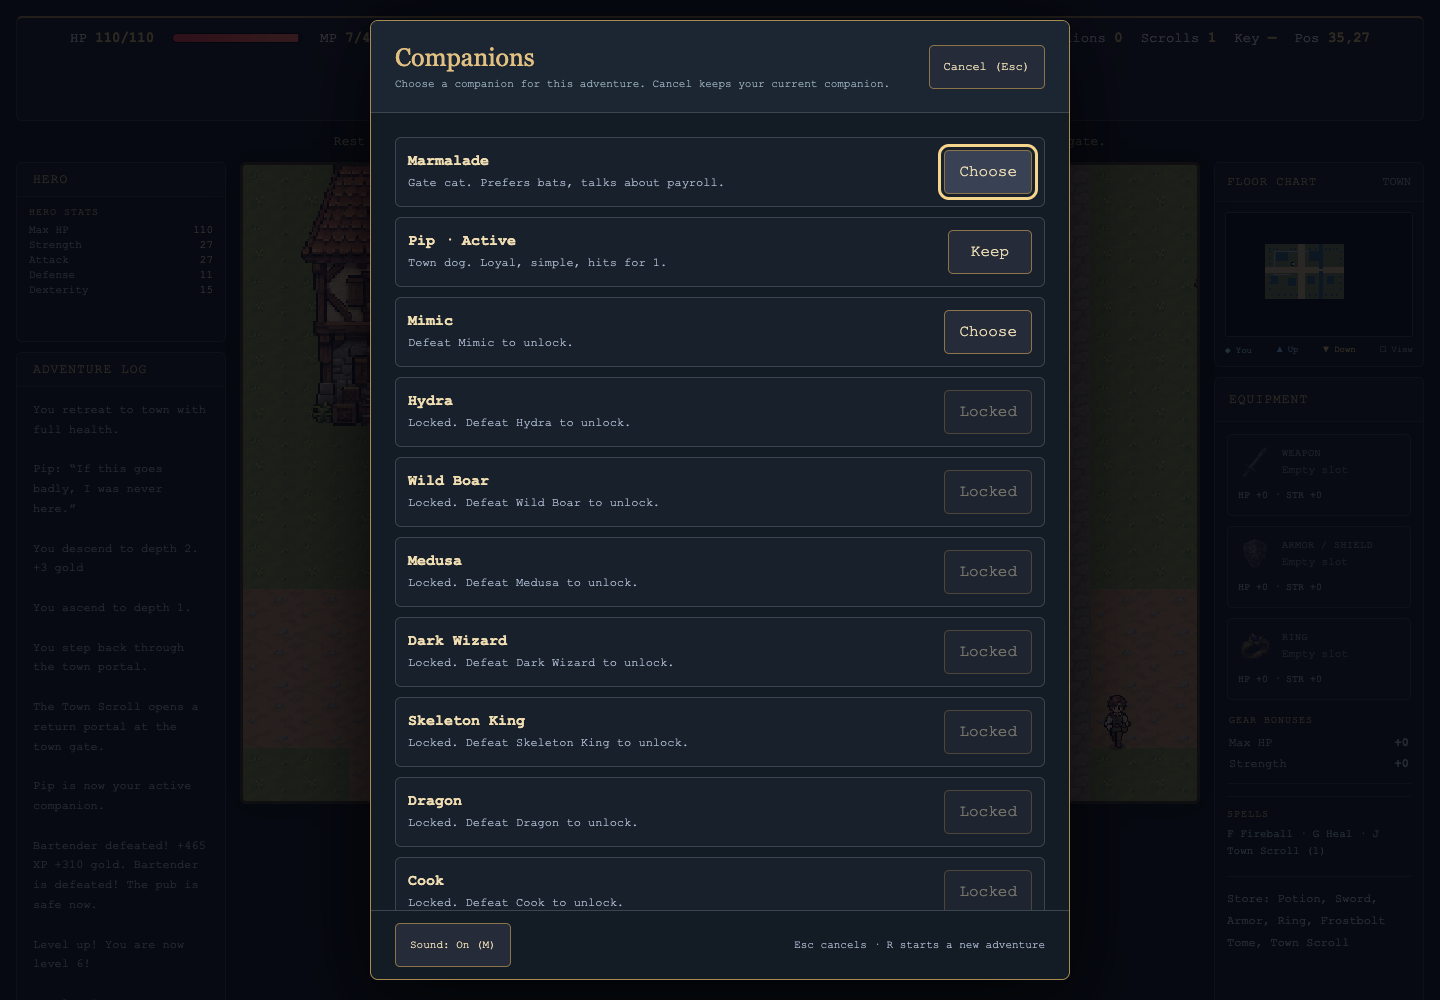 HP 110/110
MP 7/4
ions 0
Scrolls 1
Key —
Pos 35,27
Rest
gate.
HERO
HERO STATS
Max HP 110
Strength 27
Attack 27
Defense 11
Dexterity 15
ADVENTURE LOG
You retreat to town with
full health.
Pip: "If this goes
badly, I was never
here."
You descend to depth 2.
+3 gold
You ascend to depth 1.
You step back through
the town portal.
The Town Scroll opens a
return portal at the
town gate.
Pip is now your active
companion.
Bartender defeated! +465
XP +310 gold. Bartender
is defeated! The pub is
safe now.
Level up! You are now
level 6!
Companions
Choose a companion for this adventure. Cancel keeps your current companion.
Cancel (Esc)
Marmalade
Gate cat. Prefers bats, talks about payroll.
Choose
Pip · Active
Town dog. Loyal, simple, hits for 1.
Keep
Mimic
Defeat Mimic to unlock.
Choose
Hydra
Locked. Defeat Hydra to unlock.
Locked
Wild Boar
Locked. Defeat Wild Boar to unlock.
Locked
Medusa
Locked. Defeat Medusa to unlock.
Locked
Dark Wizard
Locked. Defeat Dark Wizard to unlock.
Locked
Skeleton King
Locked. Defeat Skeleton King to unlock.
Locked
Dragon
Locked. Defeat Dragon to unlock.
Locked
Cook
Locked. Defeat Cook to unlock.
Locked
Sound: On (M)
Esc cancels · R starts a new adventure
FLOOR CHART
TOWN
◆ You ▲ Up ▼ Down □ View
EQUIPMENT
WEAPON
Empty slot
HP +0 · STR +0
ARMOR / SHIELD
Empty slot
HP +0 · STR +0
RING
Empty slot
HP +0 · STR +0
GEAR BONUSES
Max HP +0
Strength +0
SPELLS
F Fireball · G Heal · J
Town Scroll (1)
Store: Potion, Sword,
Armor, Ring, Frostbolt
Tome, Town Scroll